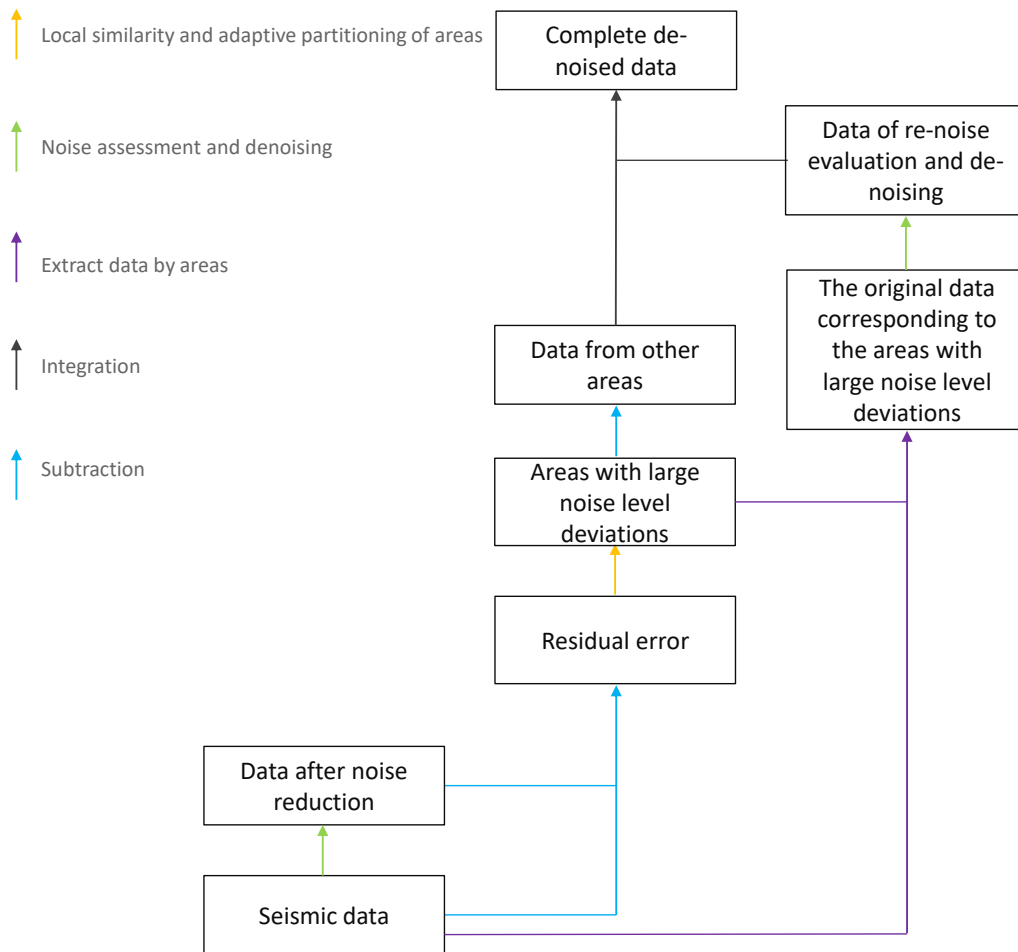 Local similarity and adaptive partitioning of areas
Noise assessment and denoising
Extract data by areas
Integration
Subtraction
Complete de-
noised data
Data of re-noise
evaluation and de-
noising
The original data
corresponding to
the areas with
large noise level
deviations
Data from other
areas
Areas with large
noise level
deviations
Residual error
Data after noise
reduction
Seismic data